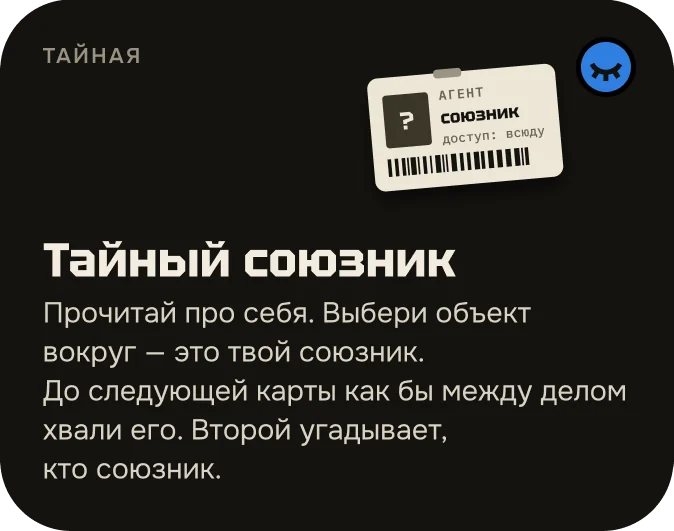 ТАЙНАЯ
?
АГЕНТ
союзник
доступ: всюду
Тайный союзник
Прочитай про себя. Выбери объект
вокруг — это твой союзник.
До следующей карты как бы между делом
хвали его. Второй угадывает,
кто союзник.